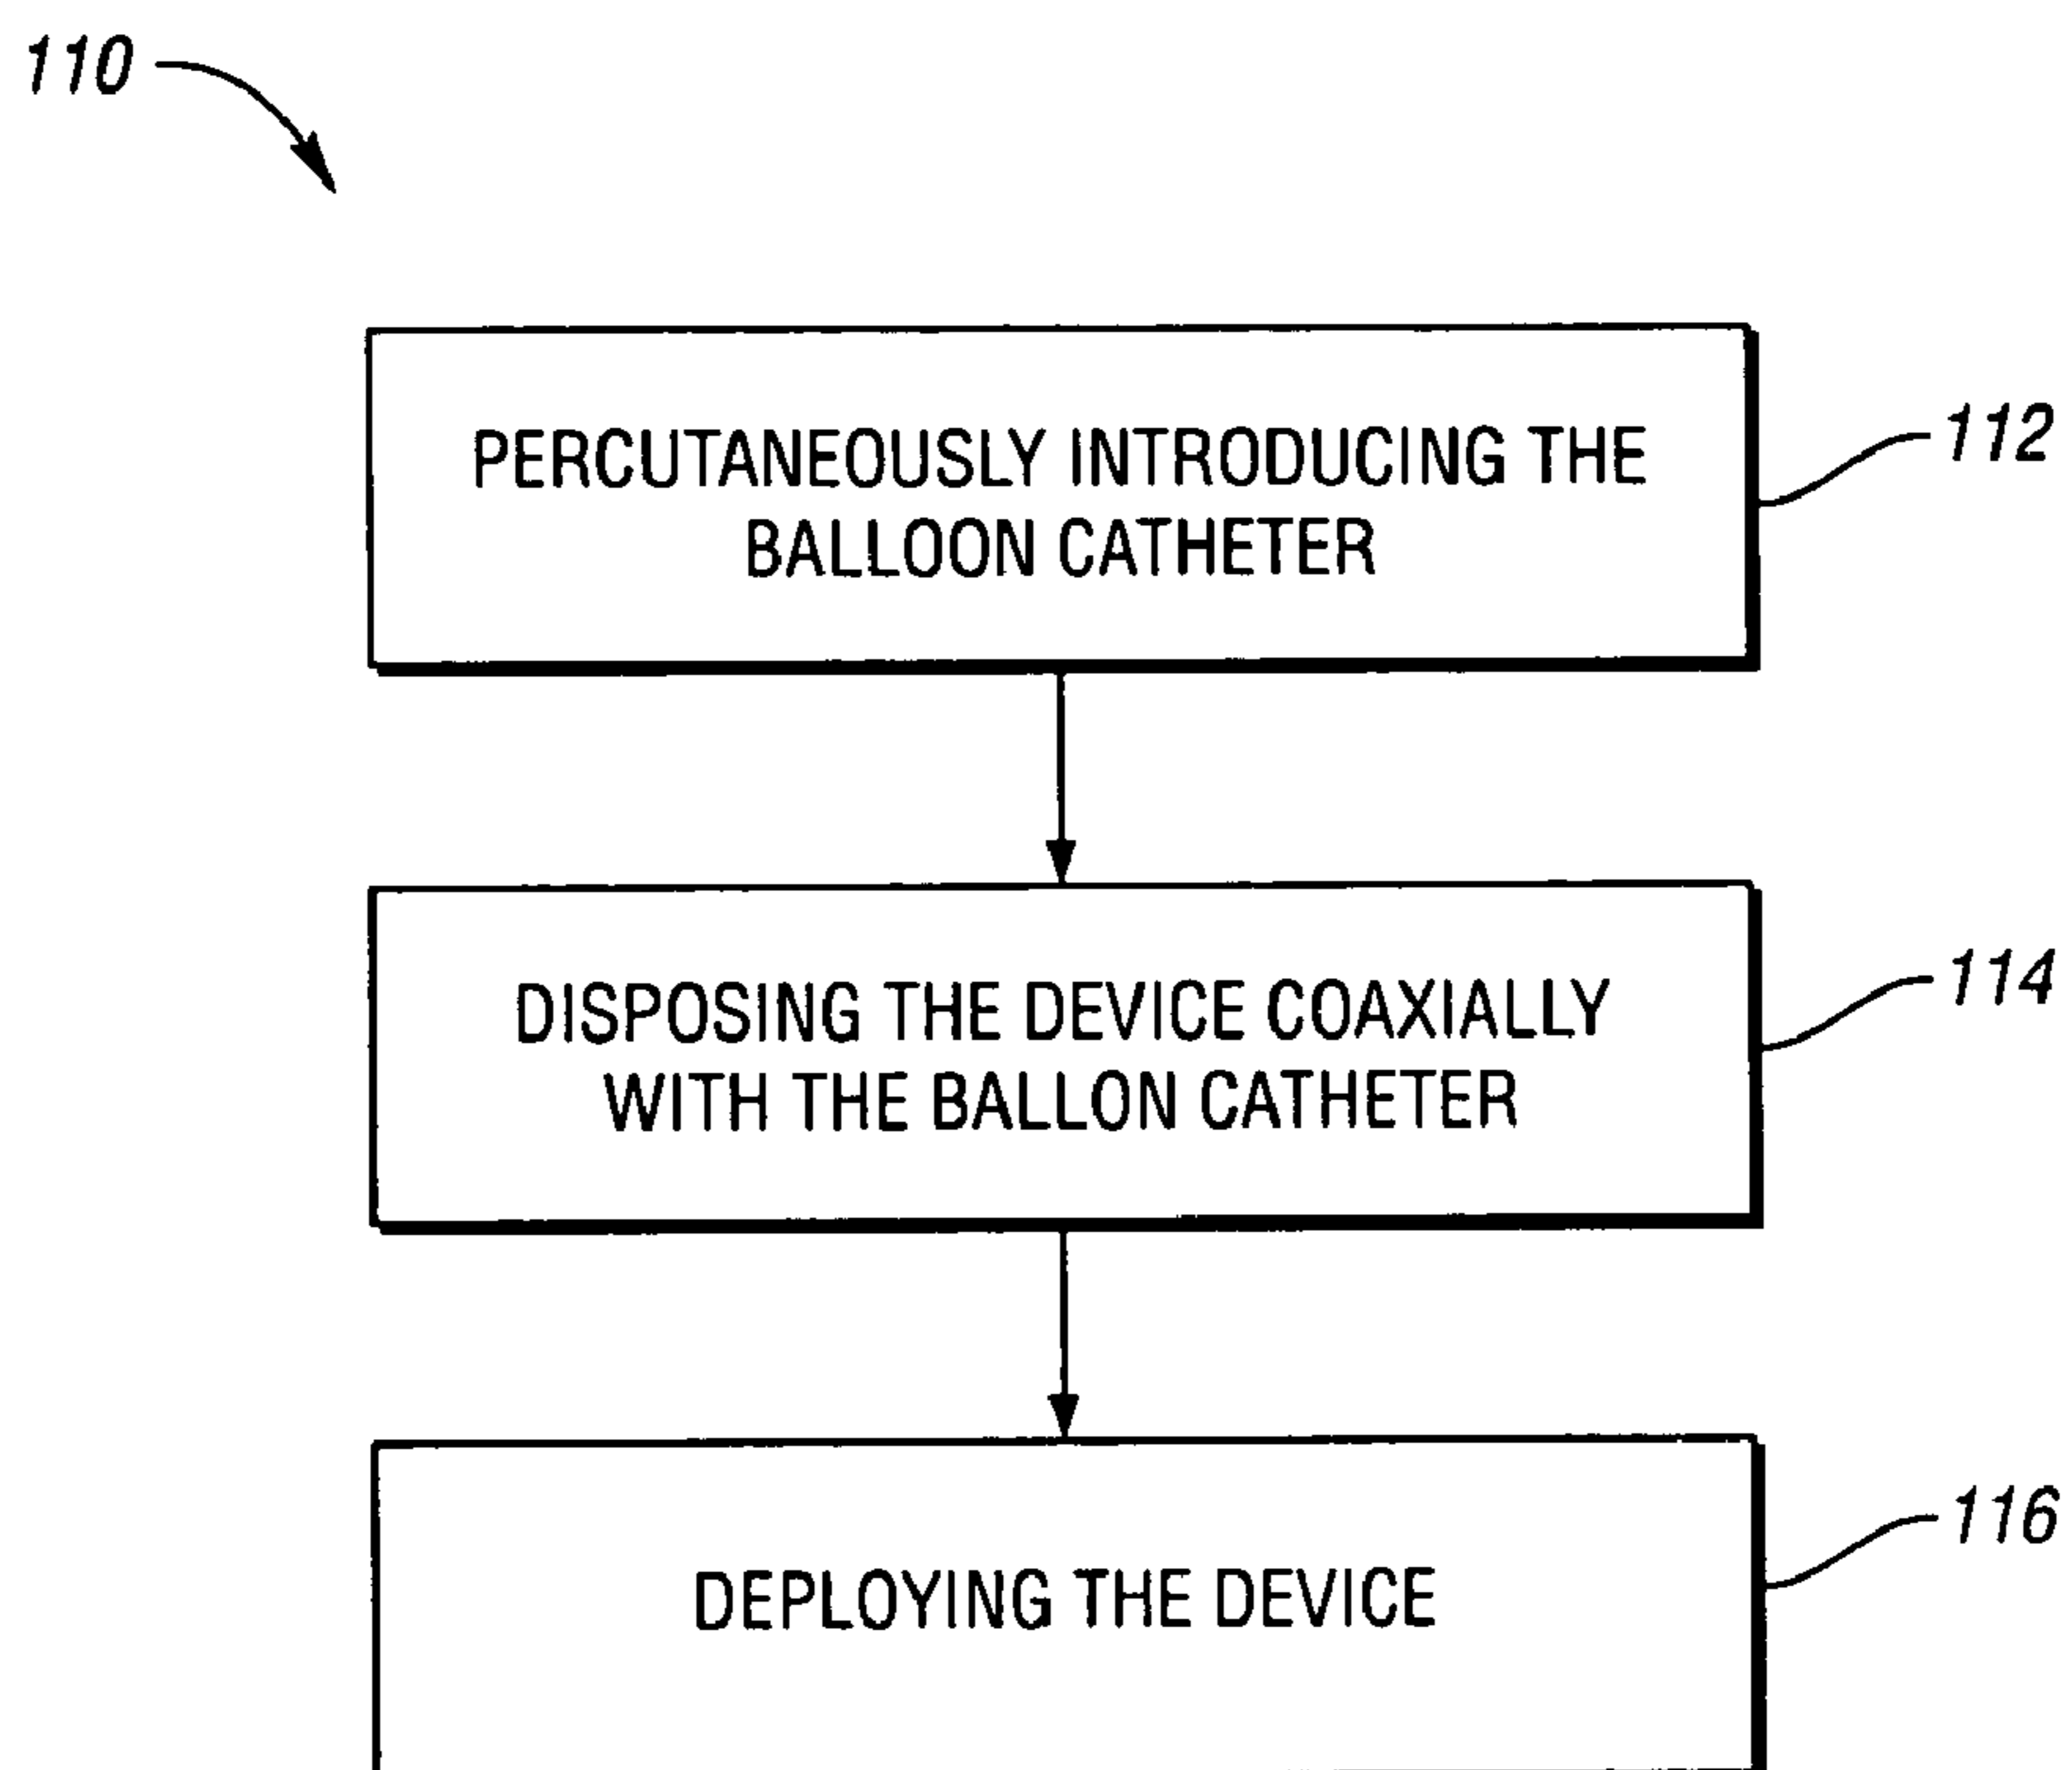 110
PERCUTANEOUSLY INTRODUCING THE
BALLOON CATHETER
112
DISPOSING THE DEVICE COAXIALLY
WITH THE BALLON CATHETER
114
DEPLOYING THE DEVICE
116